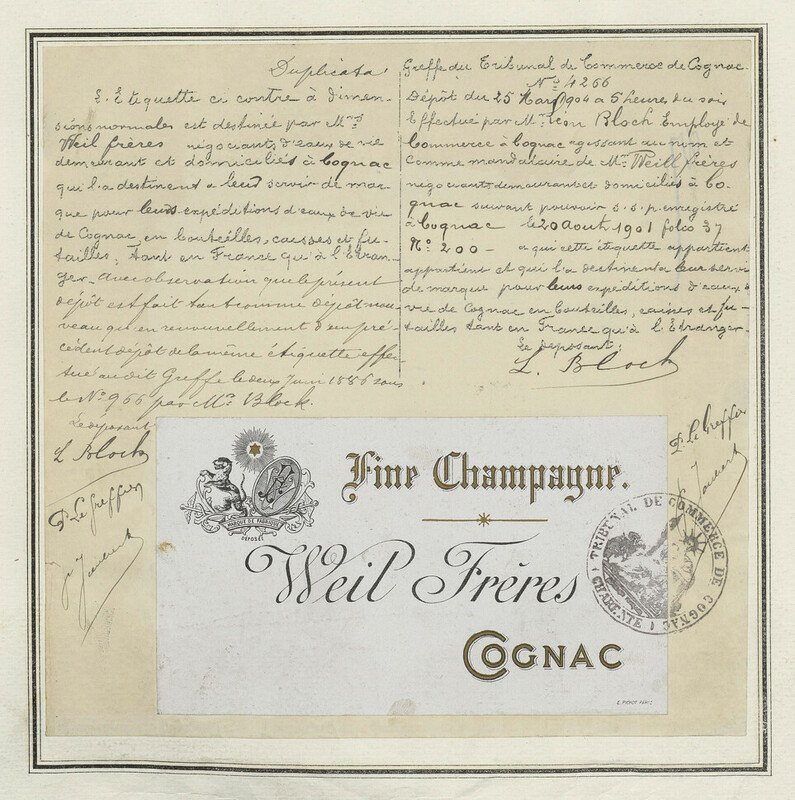 Duplicata
L'Etiquette ci contre à dimen-
sions normales est destinée par Mrs
Weil frères négociants d'eaux de vie
demeurant et domiciliés à Cognac
qui la destinent a leur servir de mar-
que pour leurs expéditions d'eaux de vie
de Cognac en bouteilles, caisses et fu-
tailles, tant en France qu'à l'Etran-
ger. Avec observation que le présent
dépôt est fait tant comme dépôt nou-
veau qu'en renouvellement d'un pré-
cédent dépôt de la même étiquette effec-
tué au dit Greffe le deux Juin 1886 sous
le No 966 par Mr Block.
Le déposant
L Bloch
P. Le Greffier
Greffe du Tribunal de Commerce de Cognac.
No 4266
Dépôt du 25 Mars 1904 a 5 heures du soir
Effectué par Mr Léon Bloch Employé de
Commerce à Cognac agissant au nom et
comme mandataire de Mrs Weill frères
négociants demeurant et domiciliés à Co-
gnac suivant pouvoir s.s.p. enregistré
à Cognac le 20 Aout 1901 folio 37
No 200 - a qui cette étiquette appartient
appartient et qui la destinent a leur servir
de marque pour leurs expéditions d'eaux de
vie de Cognac en bouteilles, caisses et fu-
tailles tant en France qu'à l'Etranger.
Le déposant:
L. Bloch
P. Le Greffier
MARQUE DE FABRIQUE
DÉPOSÉE
Fine Champagne.
Weil Frères
COGNAC
TRIBUNAL DE COMMERCE DE COGNAC
CHARENTE